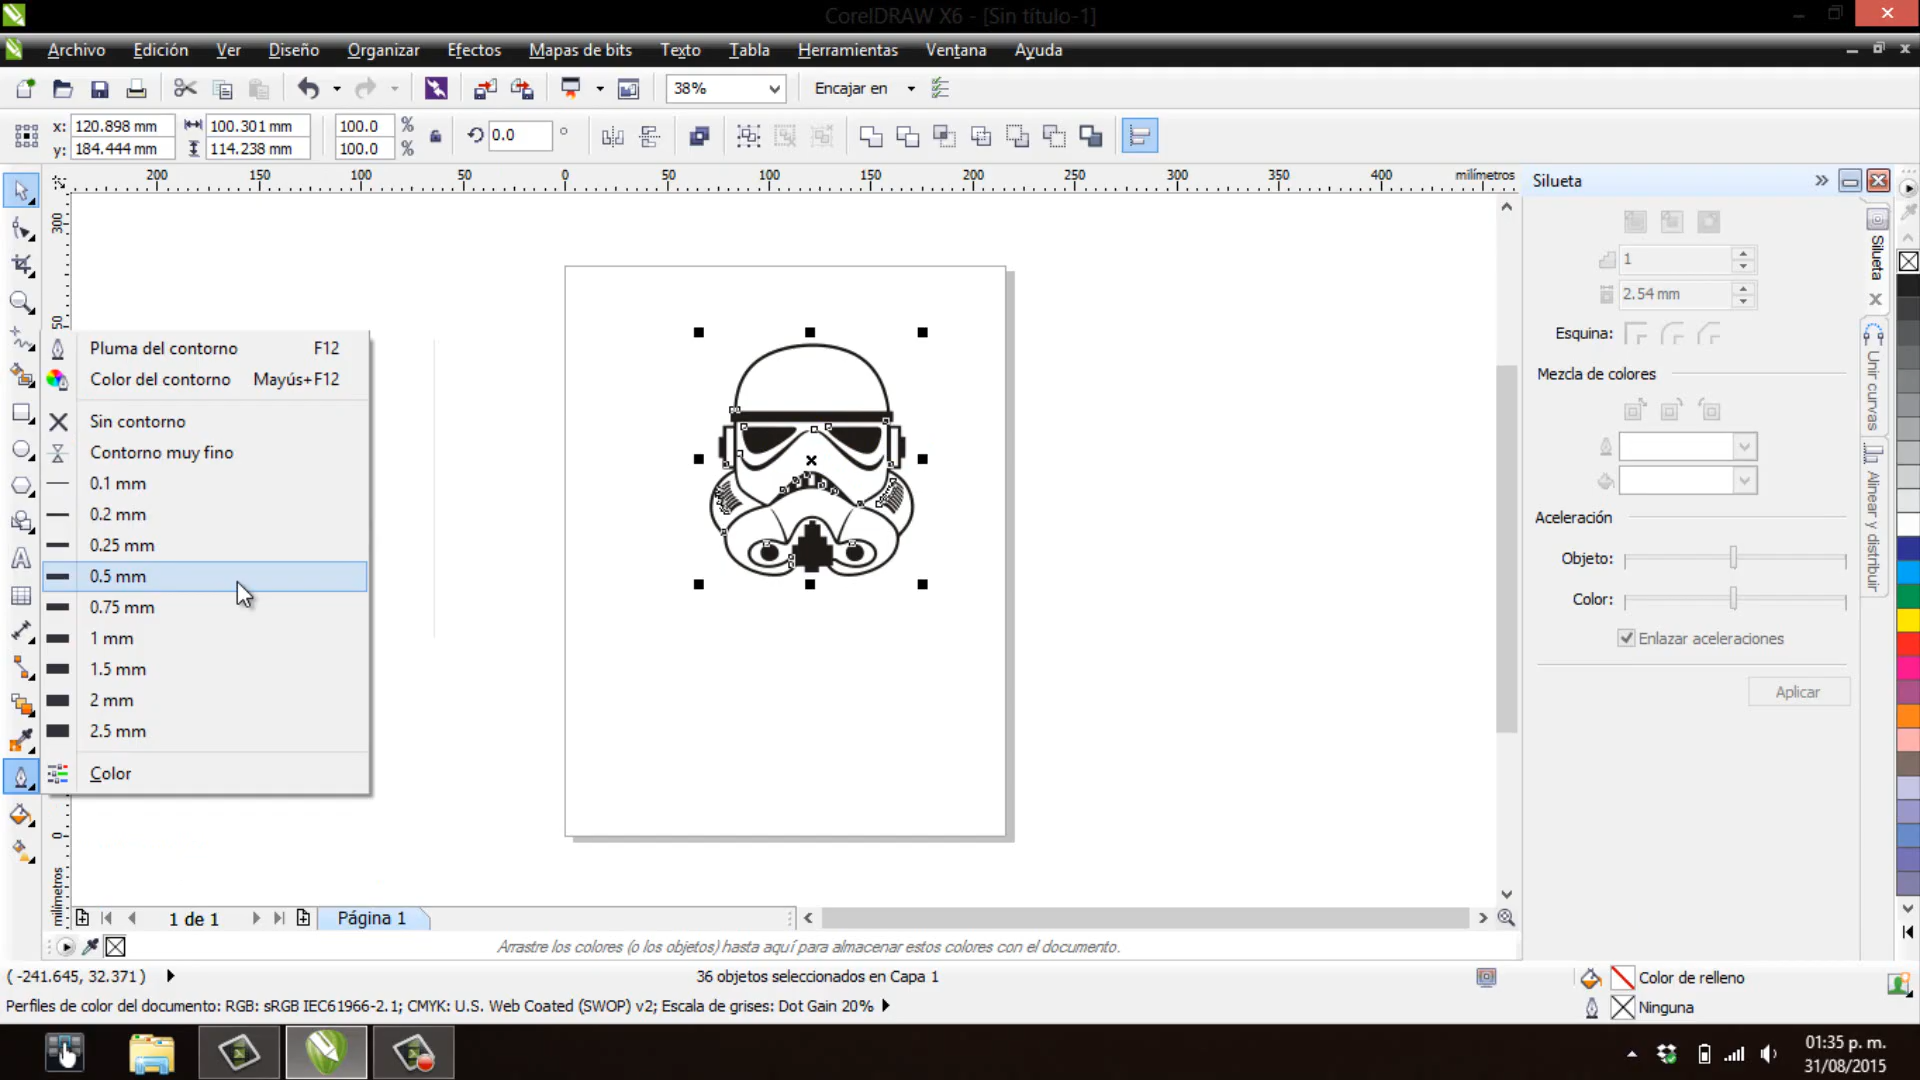 CorelDRAW X6 - [Sin título-1]
Archivo Edición Ver Diseño Organizar Efectos Mapas de bits Texto Tabla Herramientas Ventana Ayuda
38% Encajar en
x: 120.898 mm 100.301 mm 100.0 % 0.0 °
y: 184.444 mm 114.238 mm 100.0 %
200 150 100 50 0 50 100 150 200 250 300 350 400 milímetros
Silueta
300
1
2.54 mm
Silueta
50
Esquina:
Pluma del contorno F12
Color del contorno Mayús+F12
Mezcla de colores
Unir curvas
Sin contorno
Contorno muy fino
0.1 mm
0.2 mm
Aceleración
Alinear y distribuir
0.25 mm
Objeto:
0.5 mm
Color:
0.75 mm
1 mm
Enlazar aceleraciones
1.5 mm
2 mm
Aplicar
2.5 mm
Color
0
milímetros
1 de 1 Página 1
Arrastre los colores (o los objetos) hasta aquí para almacenar estos colores con el documento.
( -241.645, 32.371 ) 36 objetos seleccionados en Capa 1 Color de relleno
Perfiles de color del documento: RGB: sRGB IEC61966-2.1; CMYK: U.S. Web Coated (SWOP) v2; Escala de grises: Dot Gain 20% Ninguna
01:35 p. m.
31/08/2015